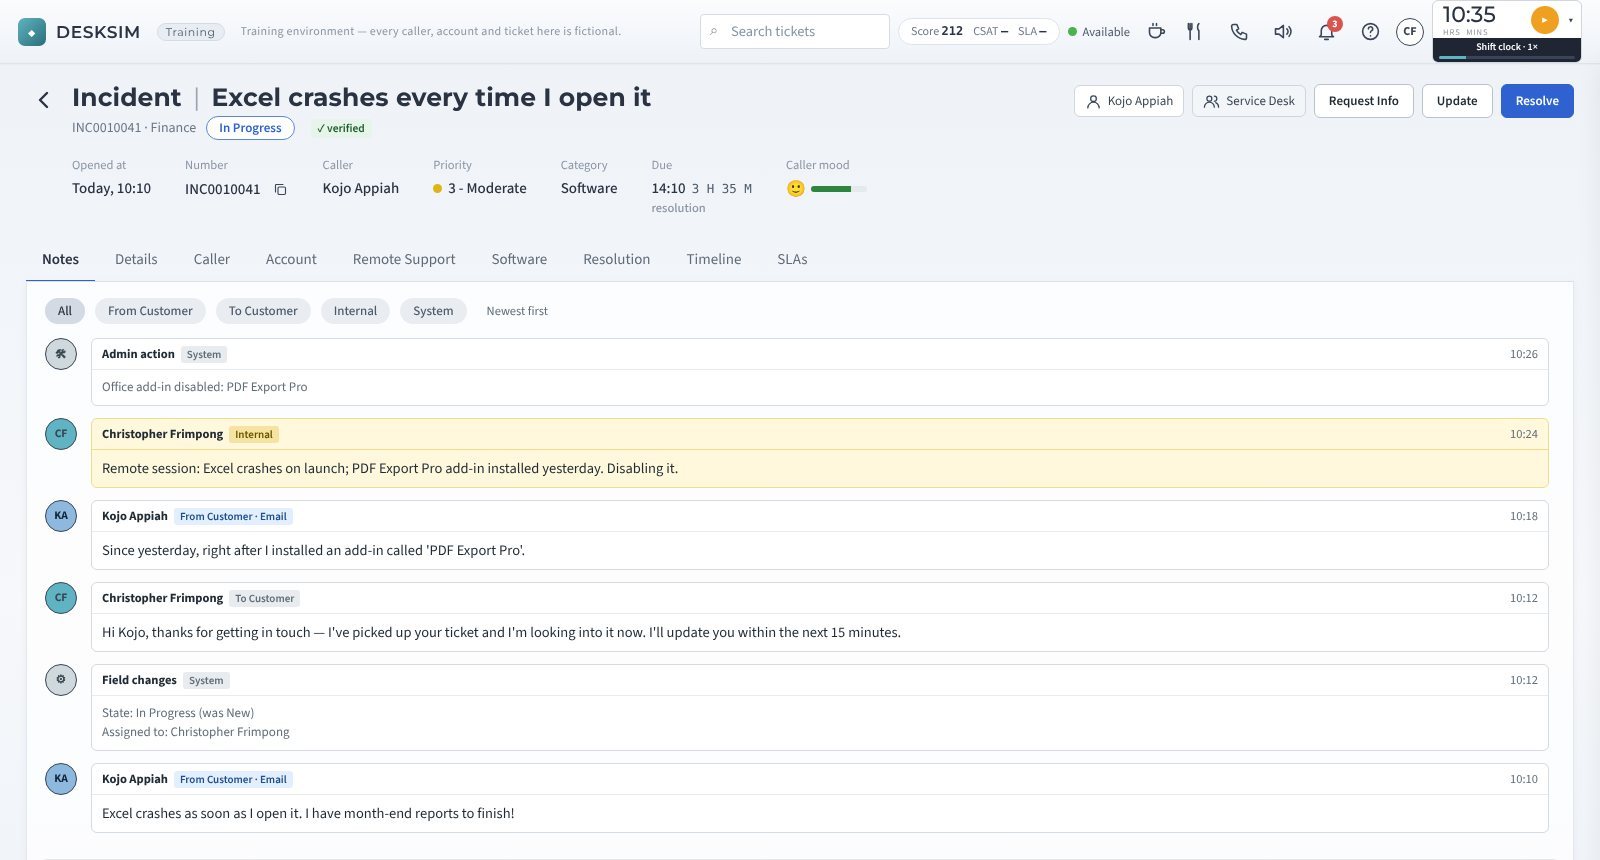 DESKSIM Training Training environment — every caller, account and ticket here is fictional. Search tickets Score 212 CSAT – SLA – Available 3 CF 10:35
HRS MINS
Shift clock · 1×
Incident | Excel crashes every time I open it
Kojo Appiah Service Desk Request Info Update Resolve
INC0010041 · Finance In Progress ✓ verified
Opened at Number Caller Priority Category Due Caller mood
Today, 10:10 INC0010041 Kojo Appiah 3 - Moderate Software 14:10 3 H 35 M
resolution
Notes Details Caller Account Remote Support Software Resolution Timeline SLAs
All From Customer To Customer Internal System Newest first
Admin action System 10:26
Office add-in disabled: PDF Export Pro
CF Christopher Frimpong Internal 10:24
Remote session: Excel crashes on launch; PDF Export Pro add-in installed yesterday. Disabling it.
KA Kojo Appiah From Customer · Email 10:18
Since yesterday, right after I installed an add-in called 'PDF Export Pro'.
CF Christopher Frimpong To Customer 10:12
Hi Kojo, thanks for getting in touch — I've picked up your ticket and I'm looking into it now. I'll update you within the next 15 minutes.
Field changes System 10:12
State: In Progress (was New)
Assigned to: Christopher Frimpong
KA Kojo Appiah From Customer · Email 10:10
Excel crashes as soon as I open it. I have month-end reports to finish!